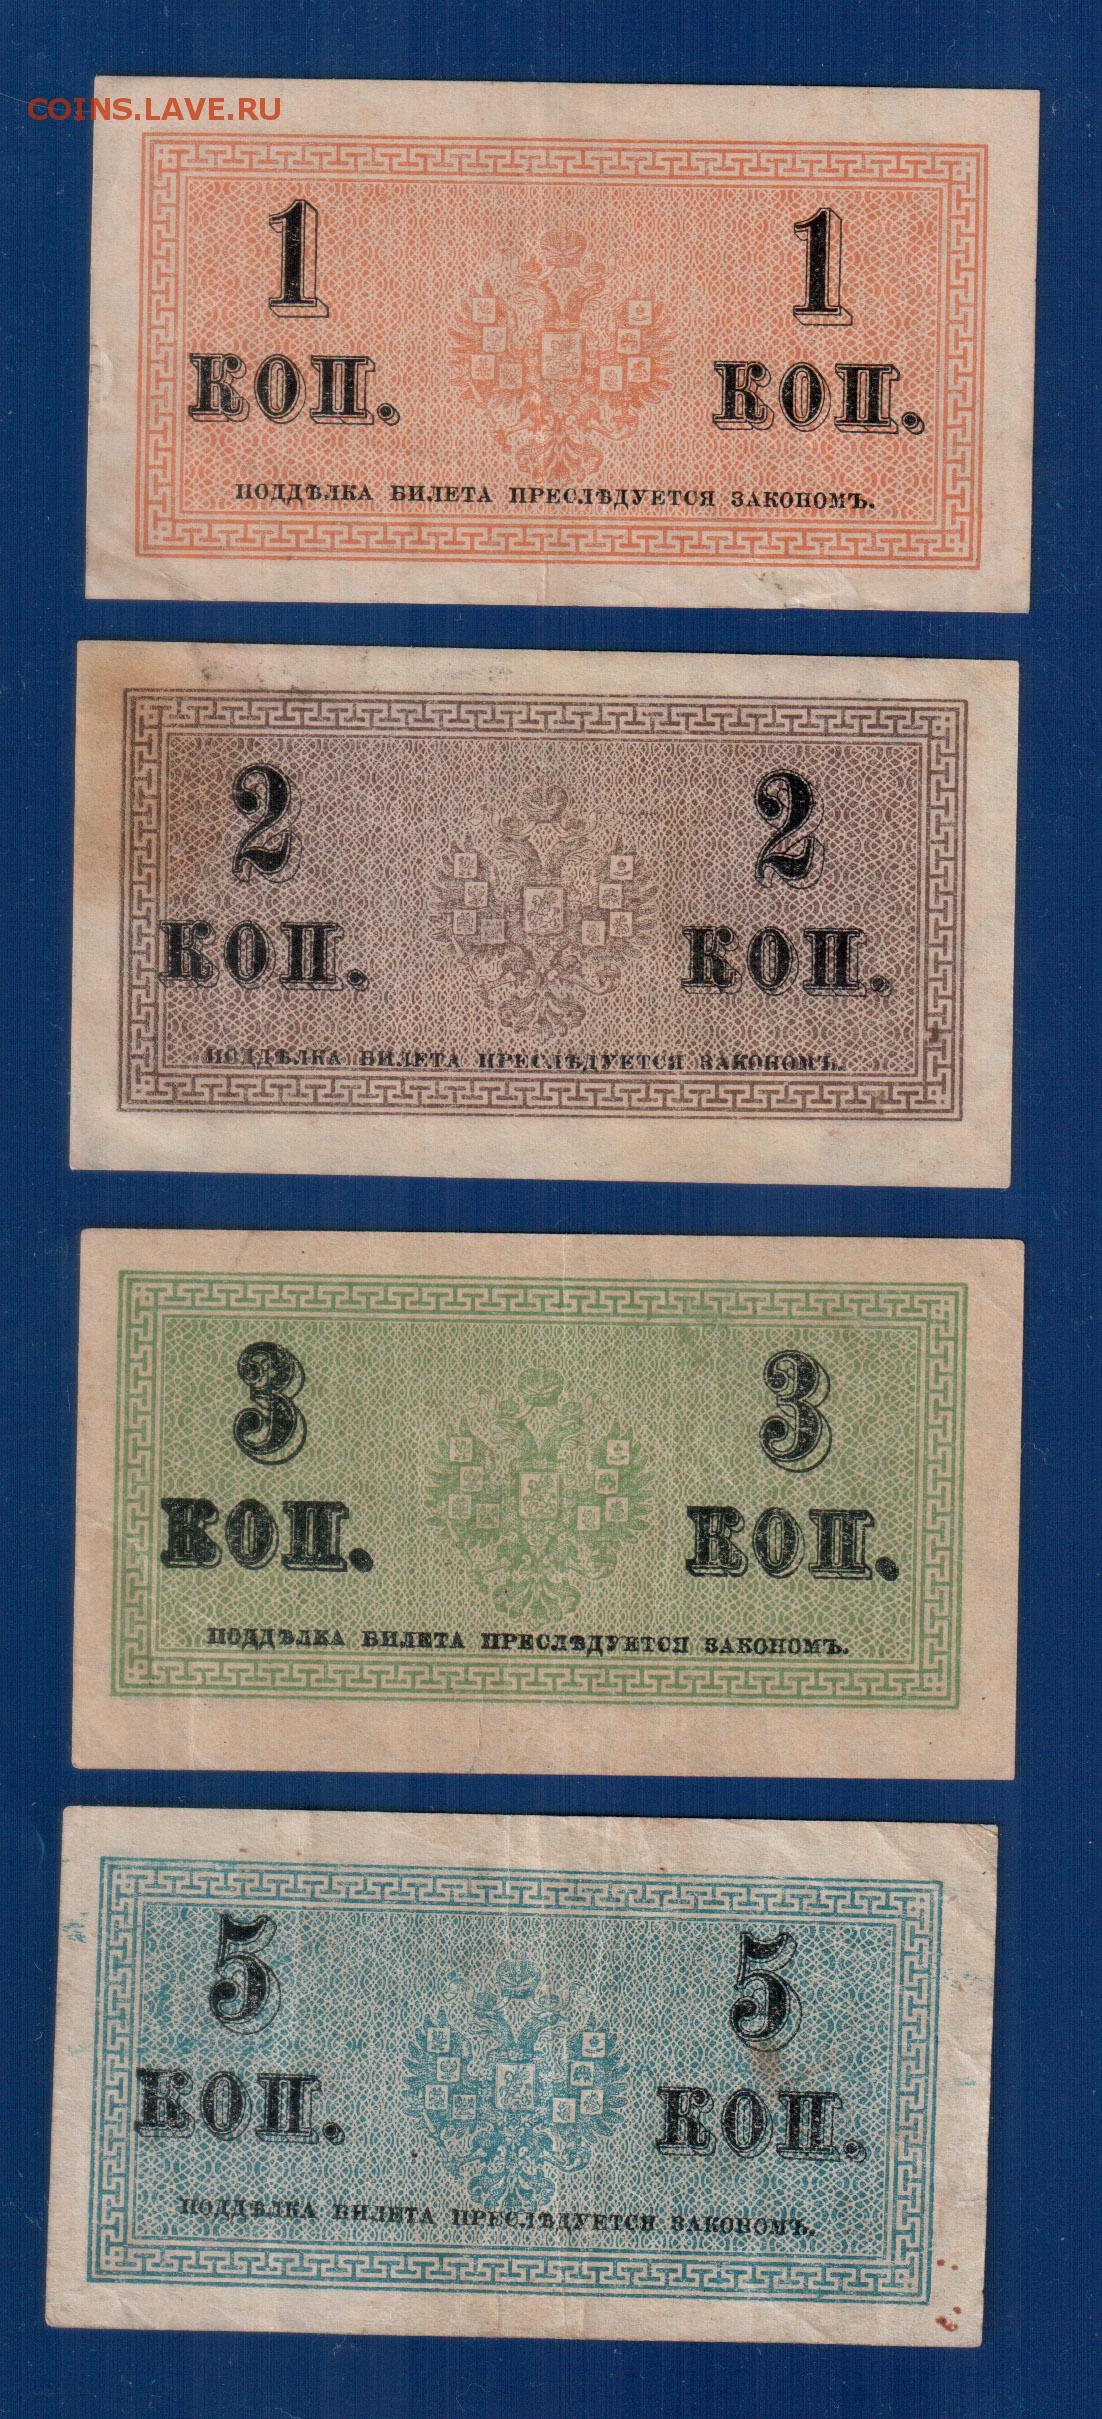 COINS.LAVE.RU
1 1
КОП. КОП.
ПОДДѢЛКА БИЛЕТА ПРЕСЛѢДУЕТСЯ ЗАКОНОМЪ.
2 2
КОП. КОП.
ПОДДѢЛКА БИЛЕТА ПРЕСЛѢДУЕТСЯ ЗАКОНОМЪ.
3 3
КОП. КОП.
ПОДДѢЛКА БИЛЕТА ПРЕСЛѢДУЕТСЯ ЗАКОНОМЪ.
5 5
КОП. КОП.
ПОДДѢЛКА БИЛЕТА ПРЕСЛѢДУЕТСЯ ЗАКОНОМЪ.